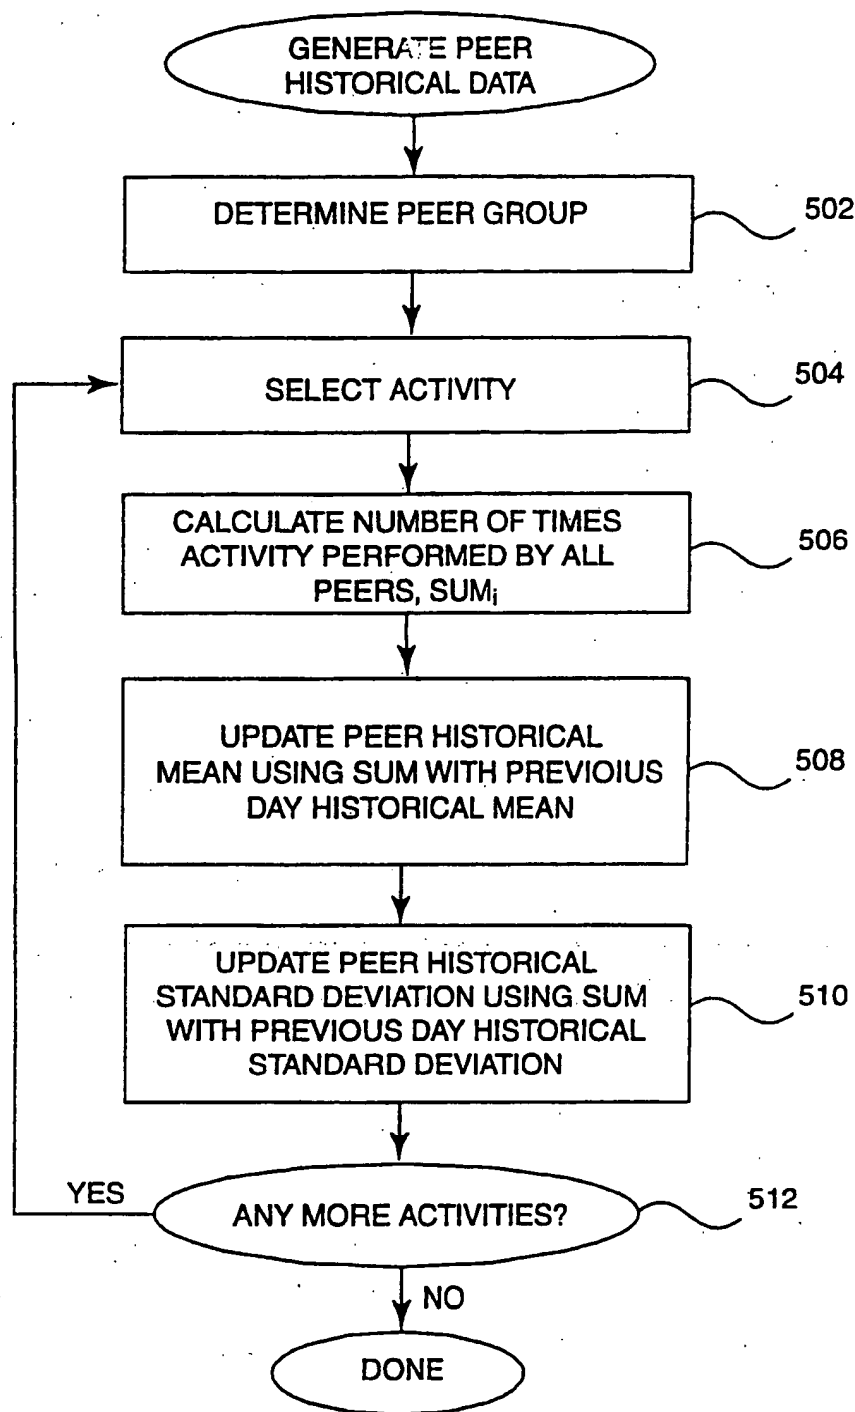 GENERATE PEER
HISTORICAL DATA
DETERMINE PEER GROUP
502
SELECT ACTIVITY
504
CALCULATE NUMBER OF TIMES
ACTIVITY PERFORMED BY ALL
PEERS, SUMi
506
UPDATE PEER HISTORICAL
MEAN USING SUM WITH PREVIOIUS
DAY HISTORICAL MEAN
508
UPDATE PEER HISTORICAL
STANDARD DEVIATION USING SUM
WITH PREVIOUS DAY HISTORICAL
STANDARD DEVIATION
510
YES
ANY MORE ACTIVITIES?
512
NO
DONE